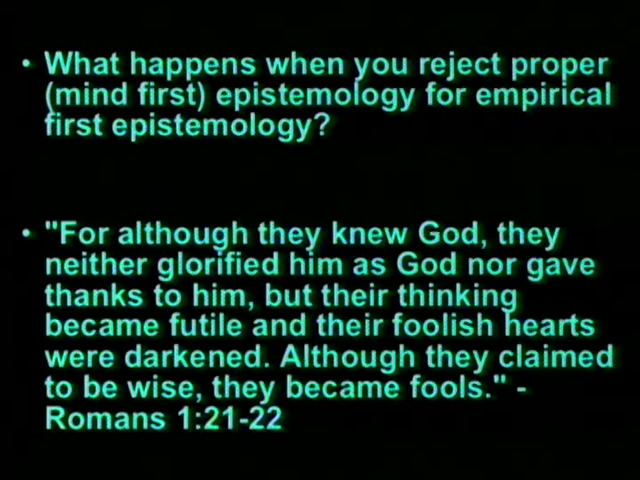 • What happens when you reject proper
(mind first) epistemology for empirical
first epistemology?
• "For although they knew God, they
neither glorified him as God nor gave
thanks to him, but their thinking
became futile and their foolish hearts
were darkened. Although they claimed
to be wise, they became fools." -
Romans 1:21-22